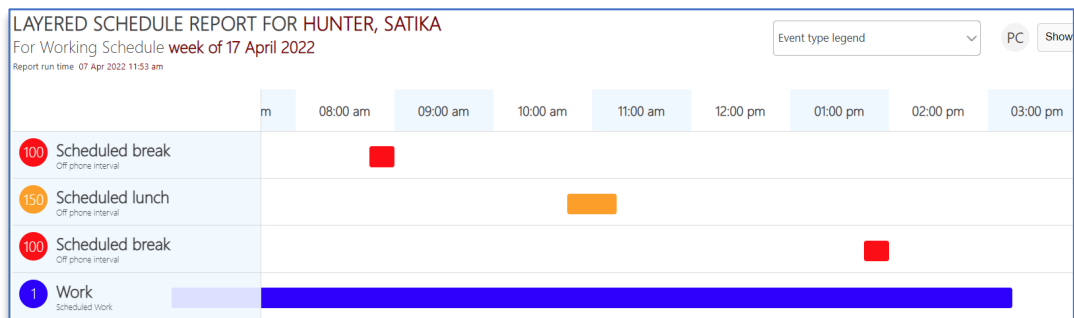 LAYERED SCHEDULE REPORT FOR HUNTER, SATIKA
For Working Schedule week of 17 April 2022
Report run time 07 Apr 2022 11:53 am
Event type legend
PC
Show
m 08:00 am 09:00 am 10:00 am 11:00 am 12:00 pm 01:00 pm 02:00 pm 03:00 pm
100 Scheduled break
Off phone interval
150 Scheduled lunch
Off phone interval
100 Scheduled break
Off phone interval
1 Work
Scheduled Work